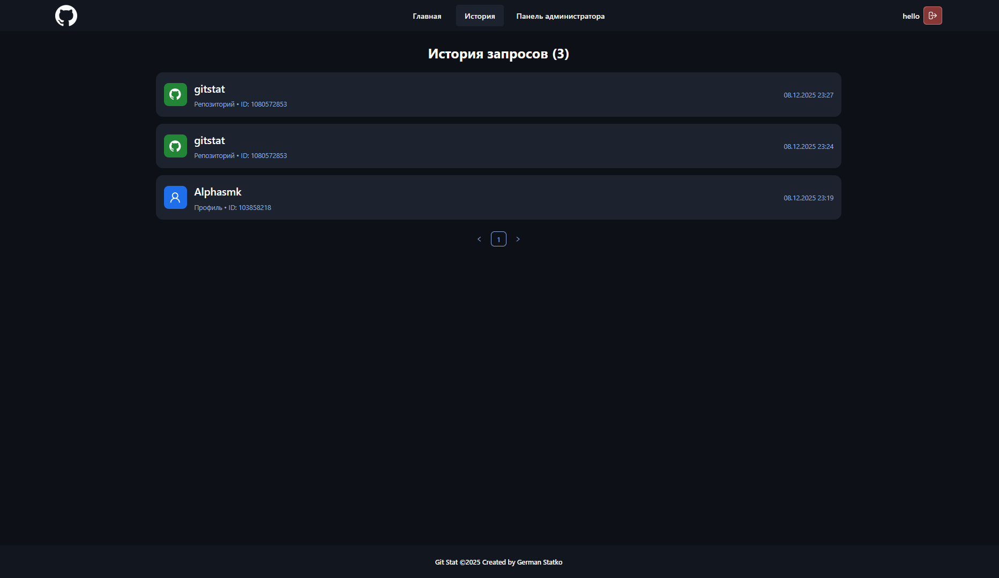 Главная История Панель администратора hello
История запросов (3)
gitstat
Репозиторий • ID: 1080572853
08.12.2025 23:27
gitstat
Репозиторий • ID: 1080572853
08.12.2025 23:24
Alphasmk
Профиль • ID: 103858218
08.12.2025 23:19
< 1 >
Git Stat ©2025 Created by German Statko